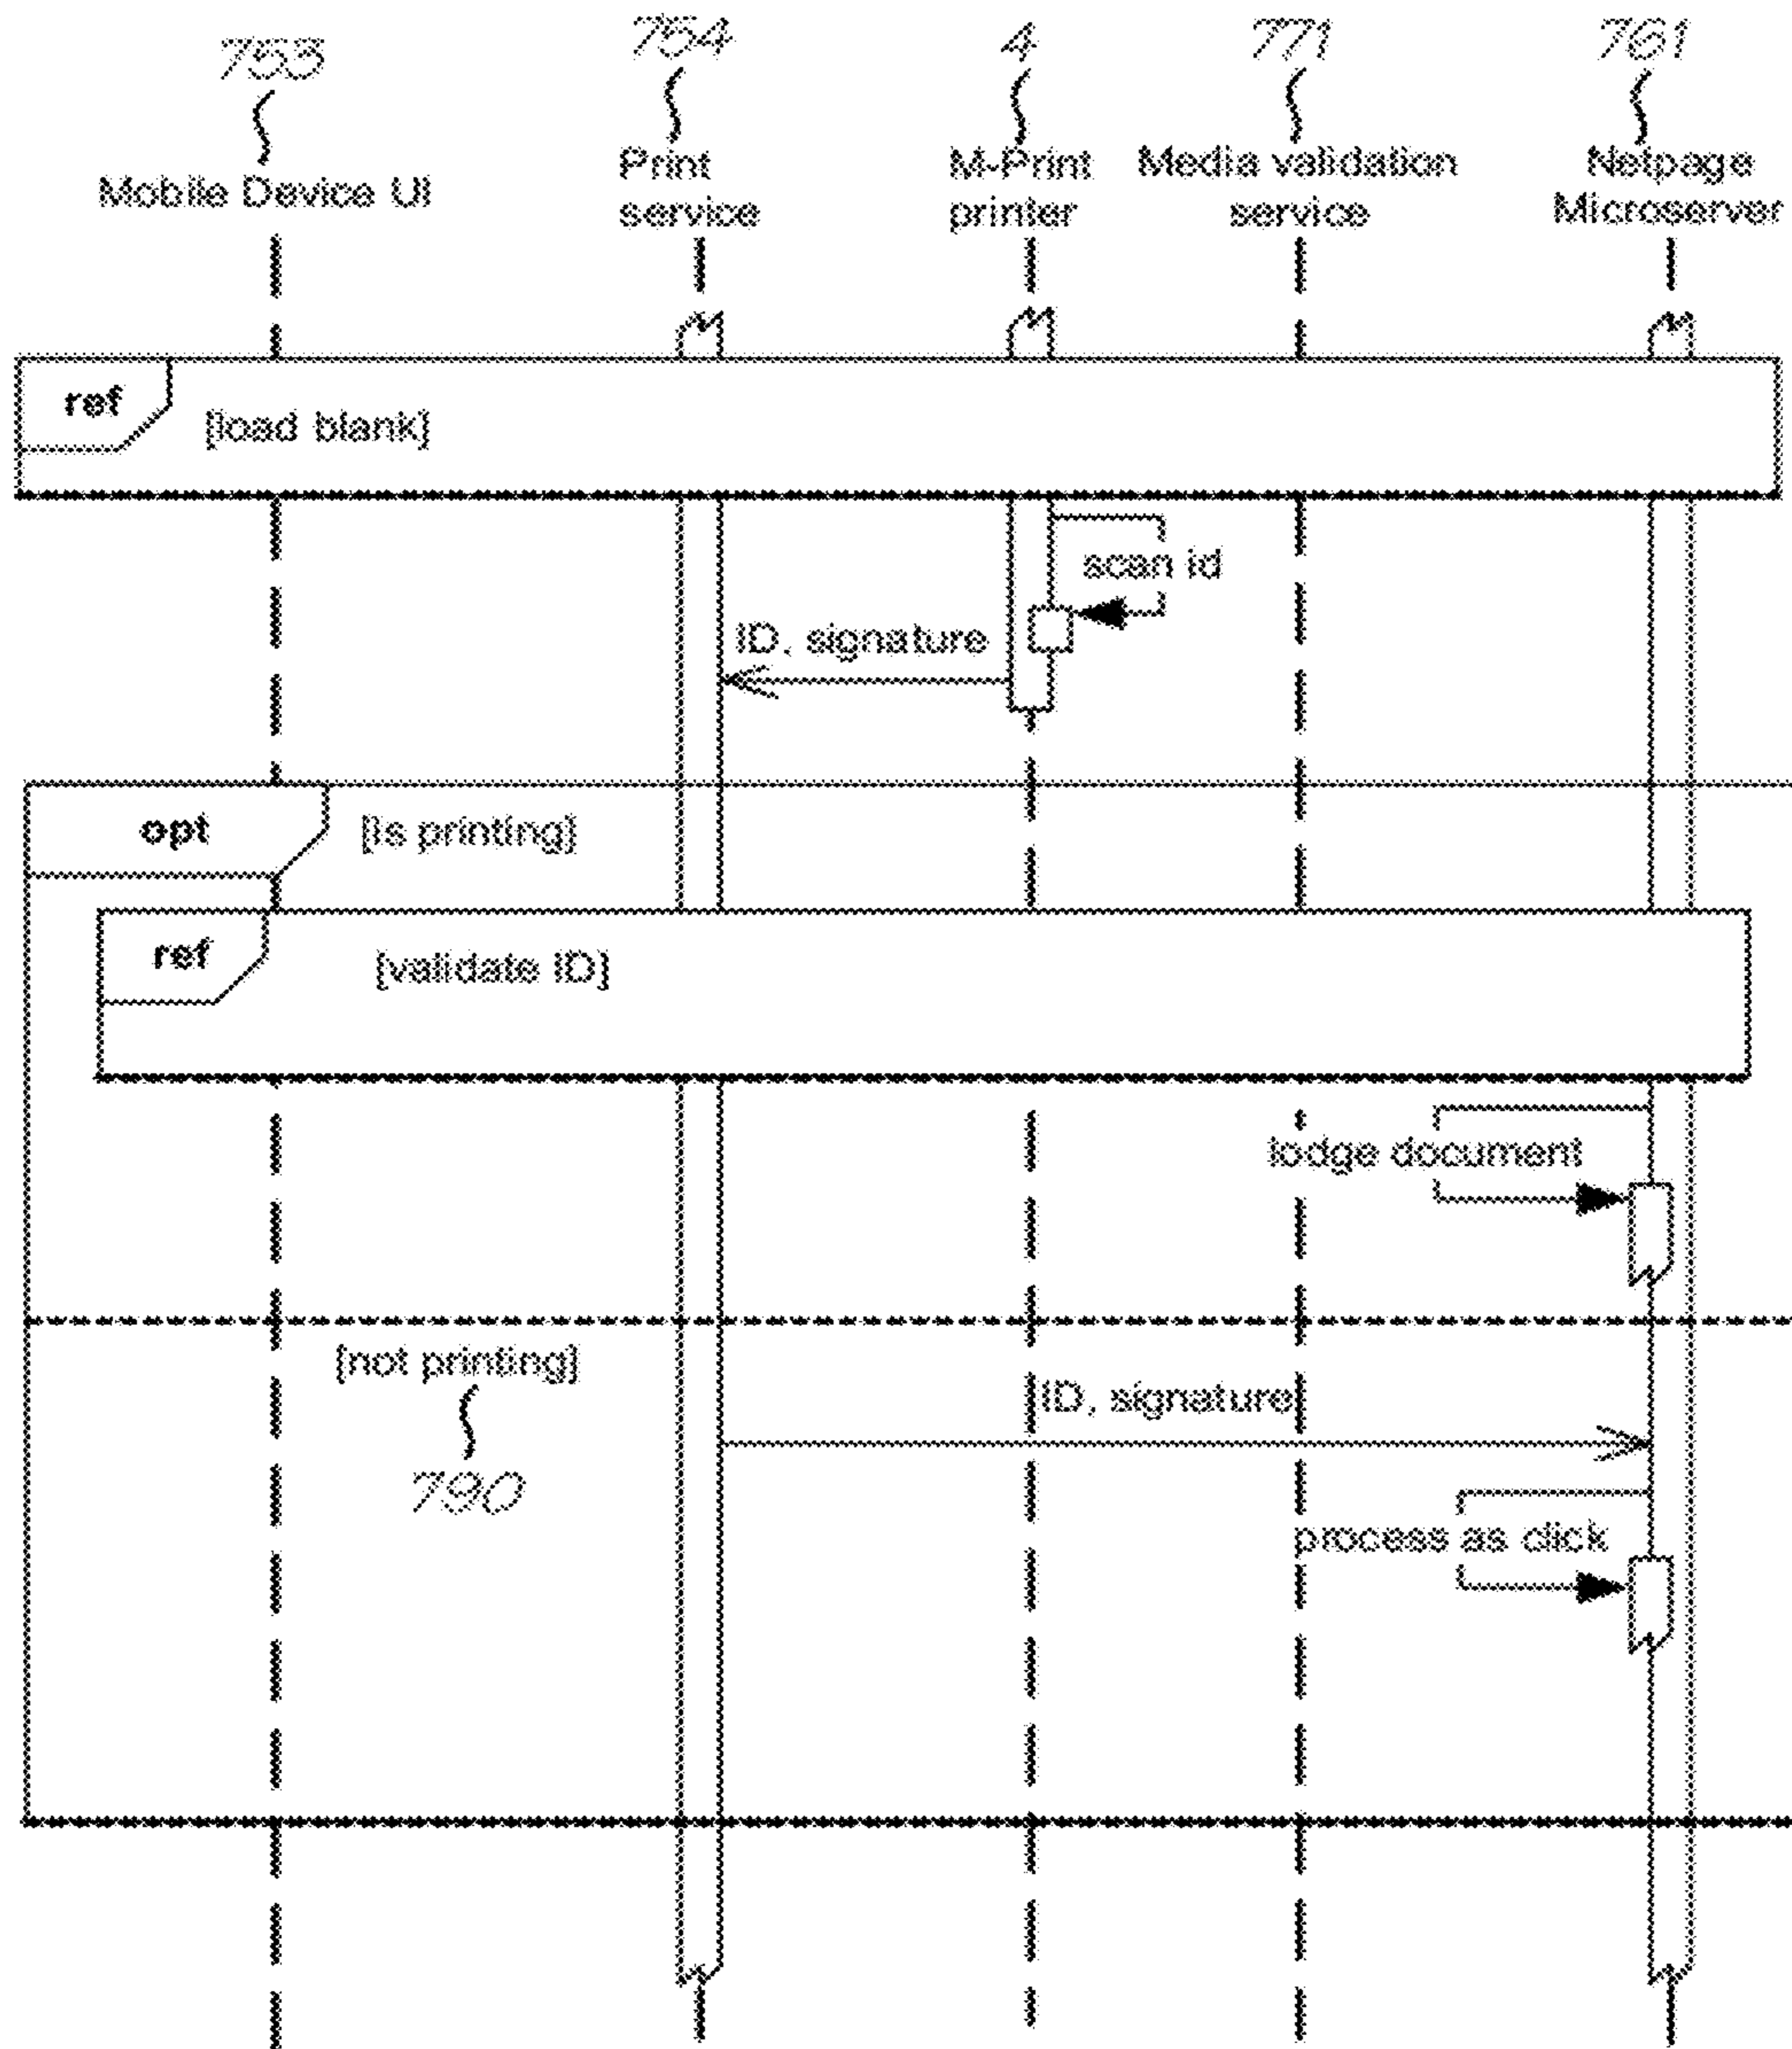 753
754
4
771
761
Mobile Device UI
Print
service
M-Print
printer
Media validation
service
Netpage
Microserver
ref
[load blank]
scan id
ID, signature
opt
[is printing]
ref
[validate ID]
lodge document
[not printing]
ID, signature
790
process as click